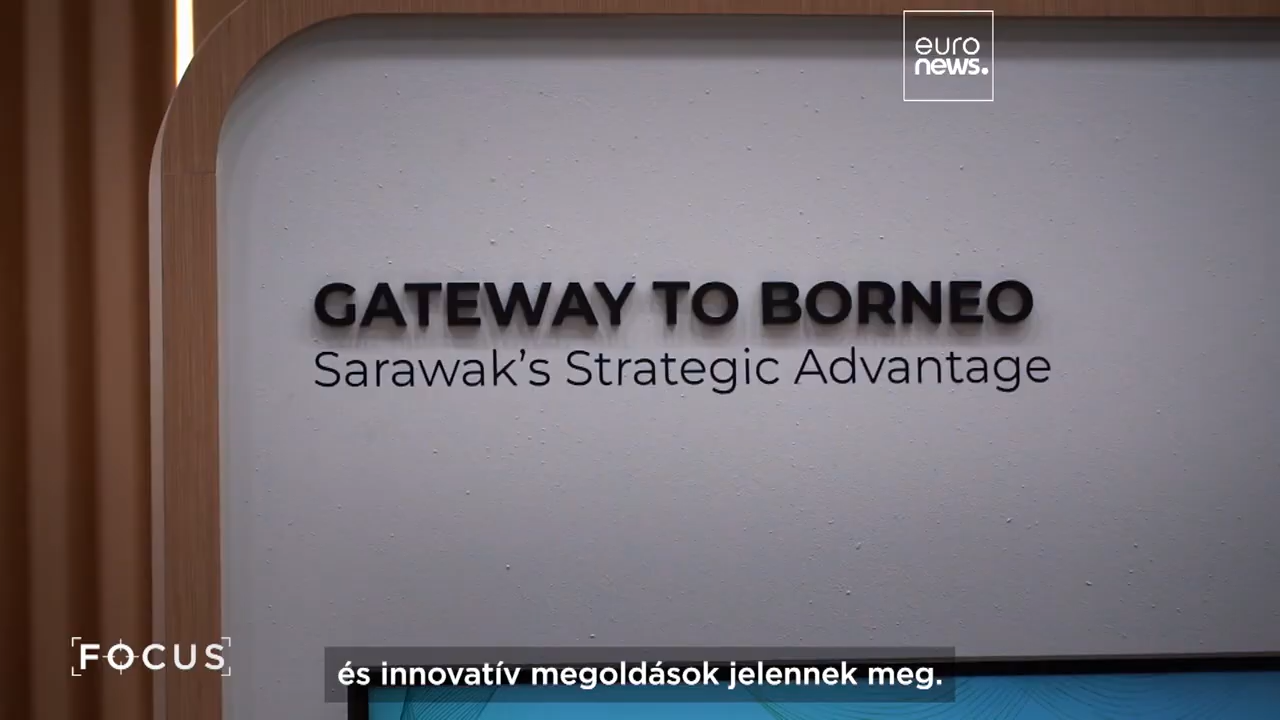 euro
news.
GATEWAY TO BORNEO
Sarawak’s Strategic Advantage
FOCUS
és innovatív megoldások jelennek meg.